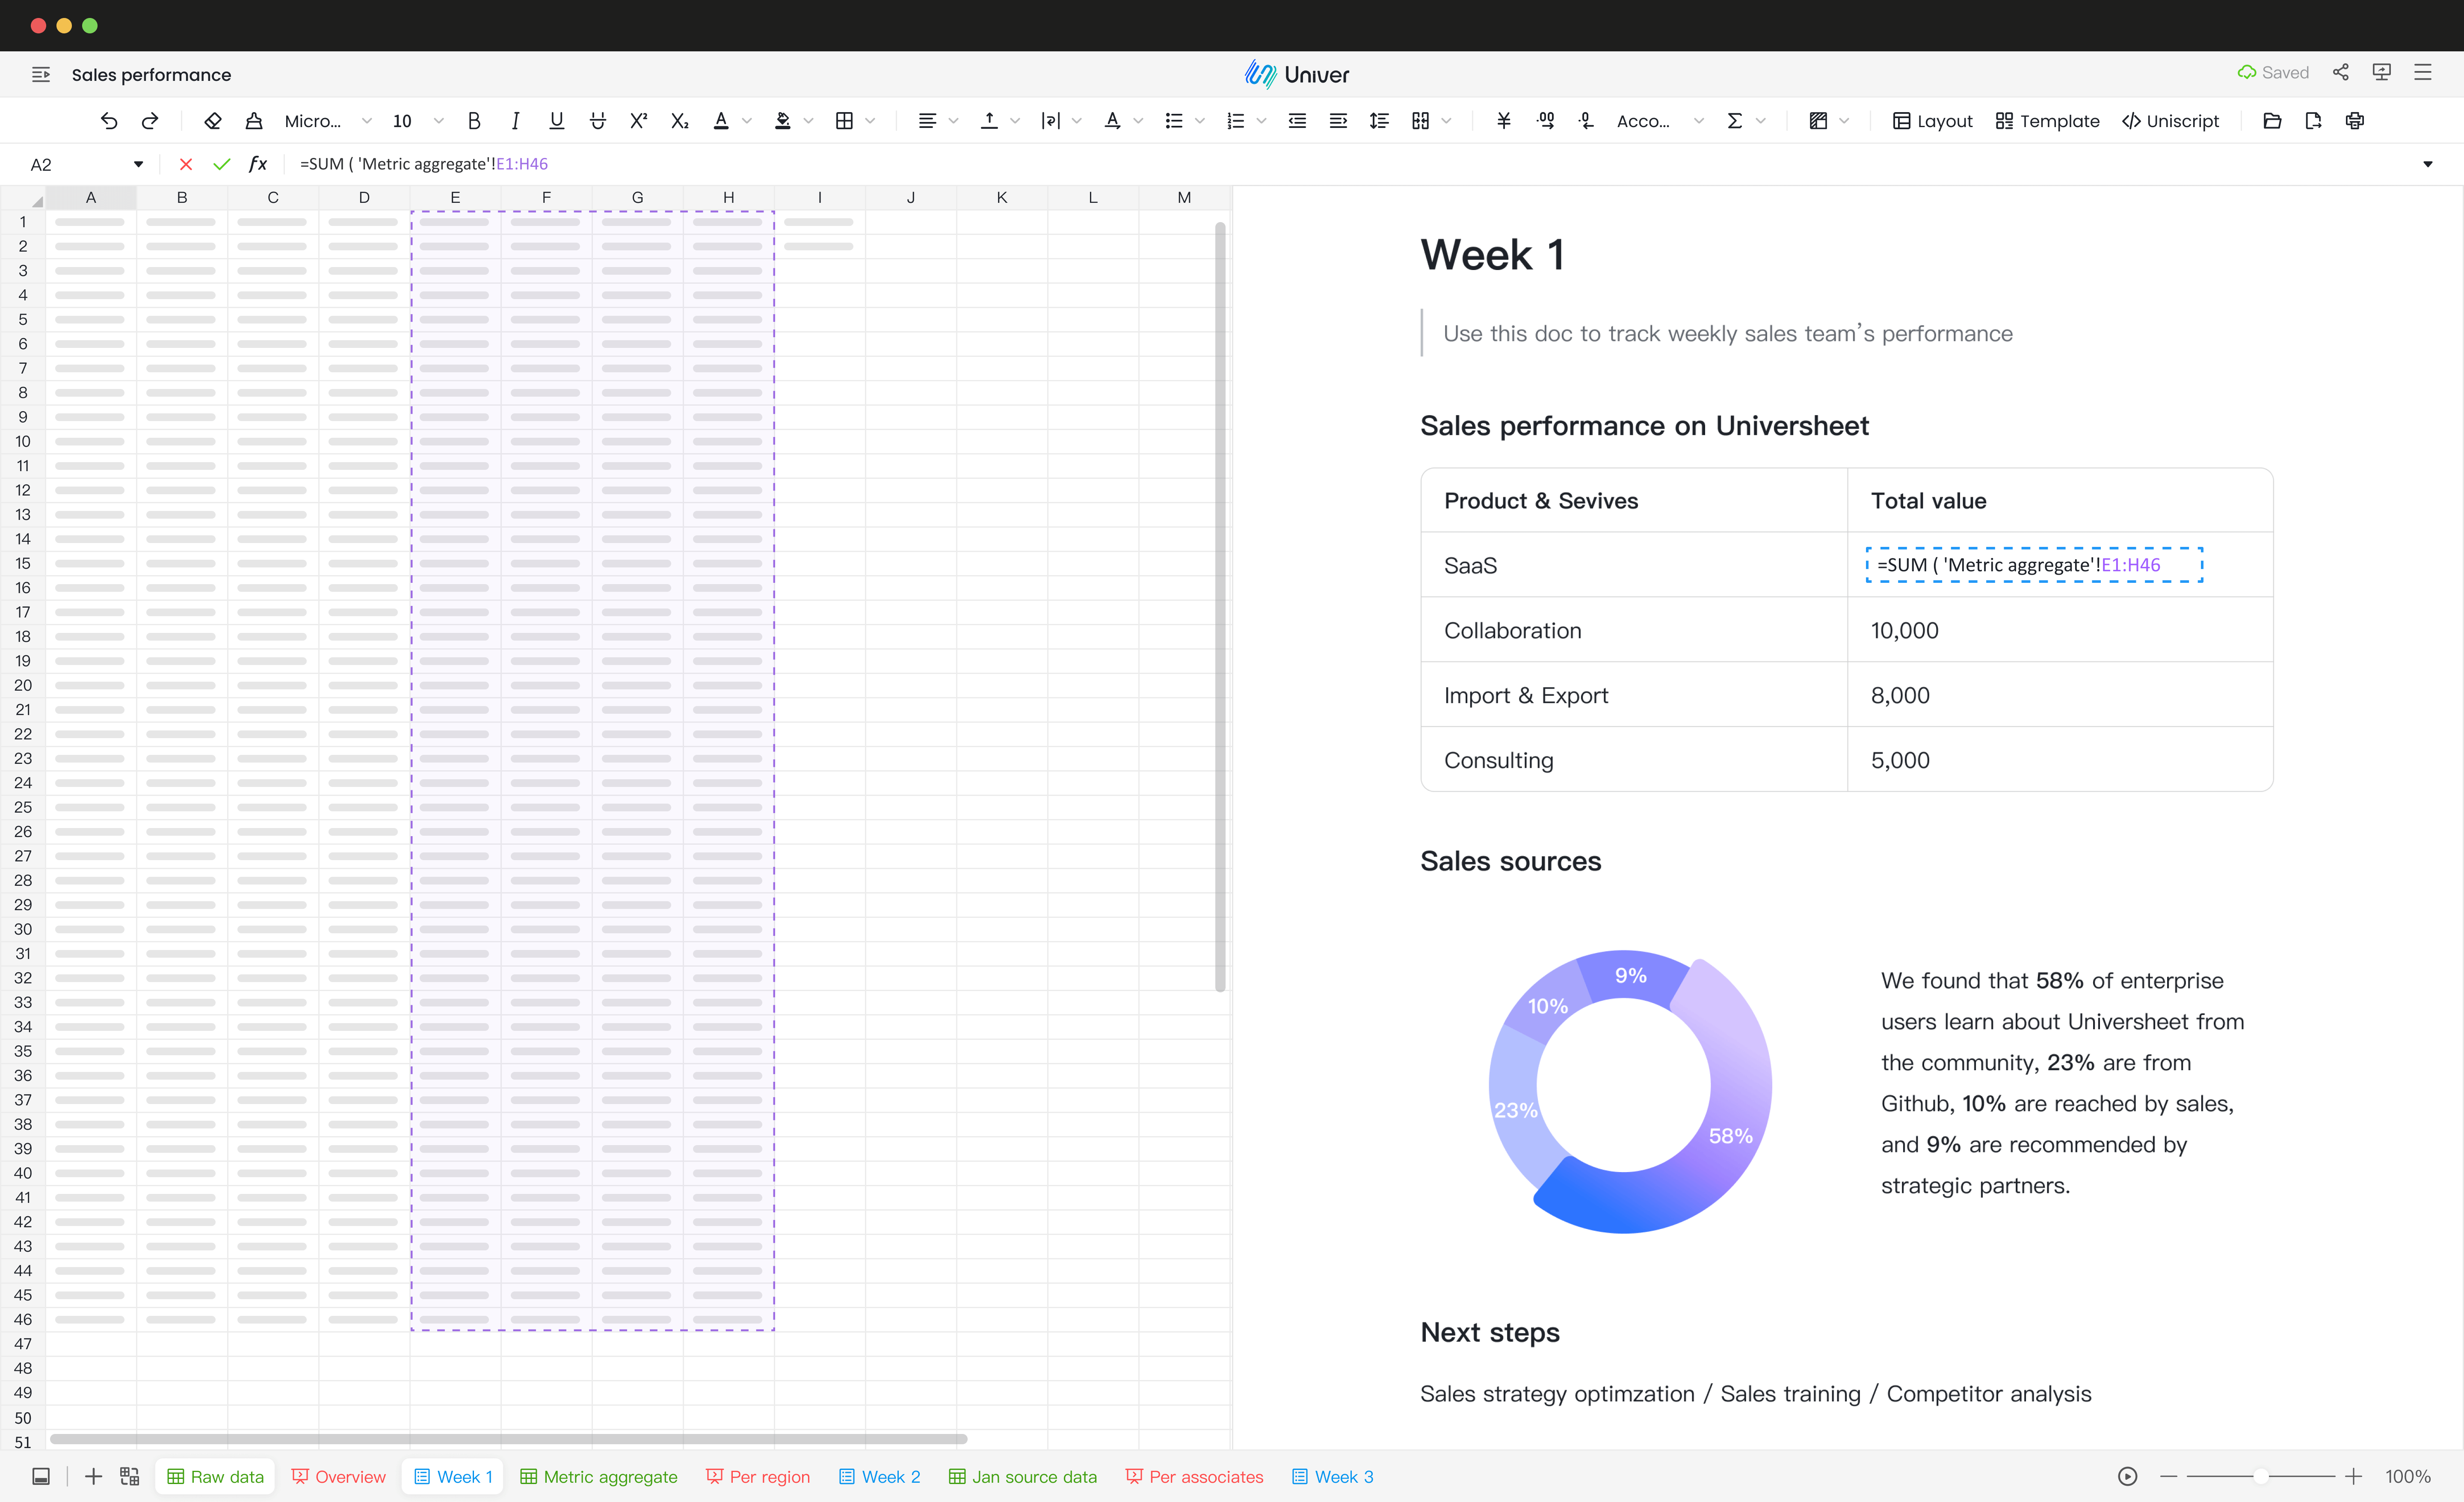 Sales performance
Univer
Saved
Micro...
10
B I U
X² X₂ A
A
¥ .00 .0
Acco...
Σ
Layout
Template
Uniscript
A2
fx
=SUM ( 'Metric aggregate'!E1:H46
A B C D E F G H I J K L M
1
2
3
4
5
6
7
8
9
10
11
12
13
14
15
16
17
18
19
20
21
22
23
24
25
26
27
28
29
30
31
32
33
34
35
36
37
38
39
40
41
42
43
44
45
46
47
48
49
50
51
Week 1
Use this doc to track weekly sales team’s performance
Sales performance on Universheet
Product & Sevives Total value
SaaS =SUM ( 'Metric aggregate'!E1:H46
Collaboration 10,000
Import & Export 8,000
Consulting 5,000
Sales sources
9%
10%
23%
58%
We found that 58% of enterprise
users learn about Universheet from
the community, 23% are from
Github, 10% are reached by sales,
and 9% are recommended by
strategic partners.
Next steps
Sales strategy optimzation / Sales training / Competitor analysis
Raw data
Overview
Week 1
Metric aggregate
Per region
Week 2
Jan source data
Per associates
Week 3
100%